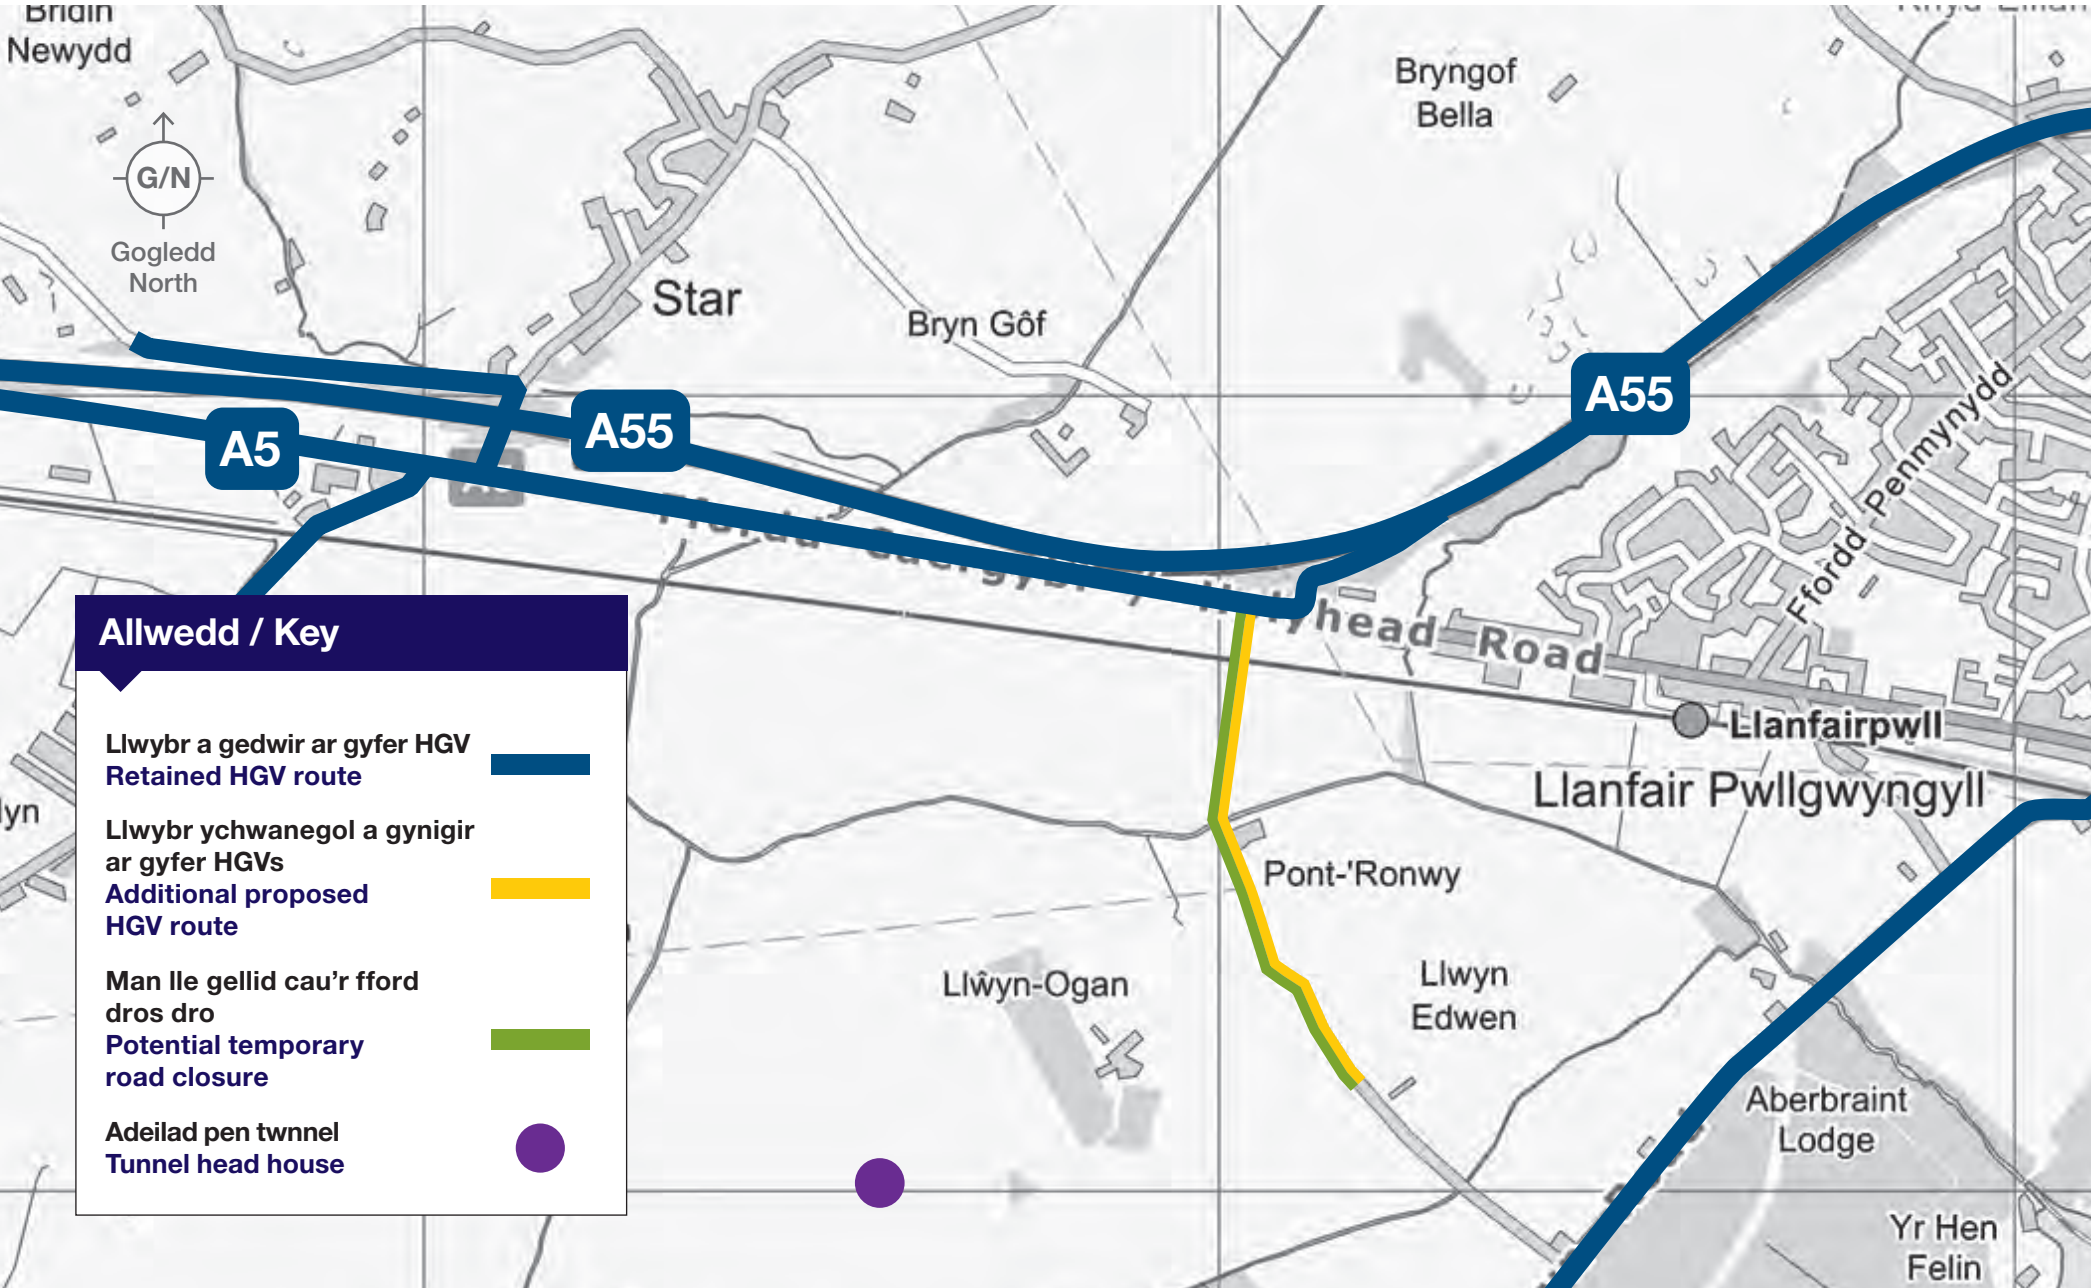 Newydd
G/N
Gogledd
North
Star
Bryn Gôf
Bryngof
Bella
A55
A55
A5
Ffordd Penmynydd
Holyhead Road
Llanfairpwll
Llanfair Pwllgwyngyll
Pont-'Ronwy
Llŵyn-Ogan
Llwyn
Edwen
Aberbraint
Lodge
Yr Hen
Felin
lyn
Allwedd / Key
Llwybr a gedwir ar gyfer HGV
Retained HGV route
Llwybr ychwanegol a gynigir
ar gyfer HGVs
Additional proposed
HGV route
Man lle gellid cau'r fford
dros dro
Potential temporary
road closure
Adeilad pen twnnel
Tunnel head house